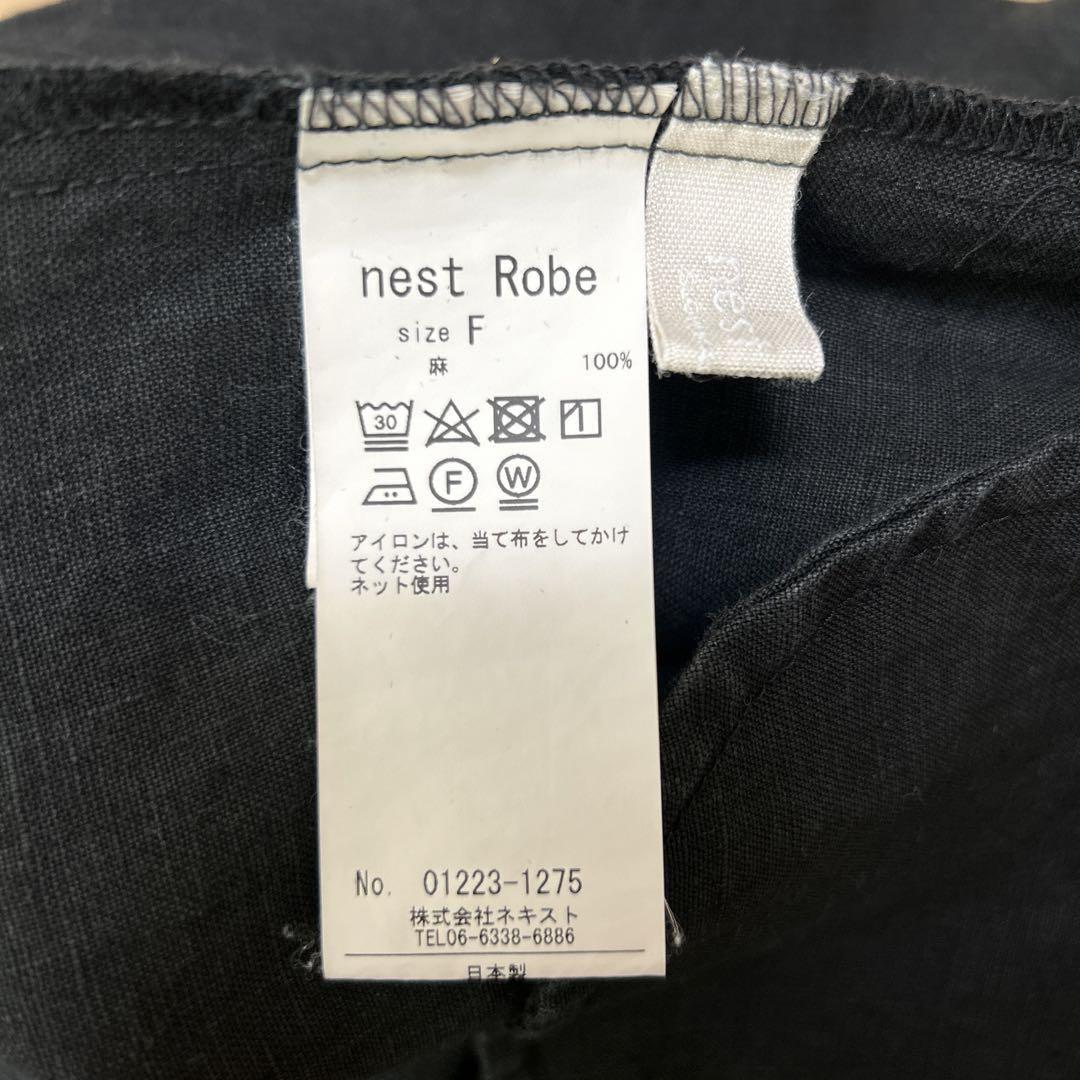 nest Robe
size F
麻 100%
30
F W
アイロンは、当て布をしてかけ
てください。
ネット使用
No. 01223-1275
株式会社ネキスト
TEL06-6338-6886
日本製
nest